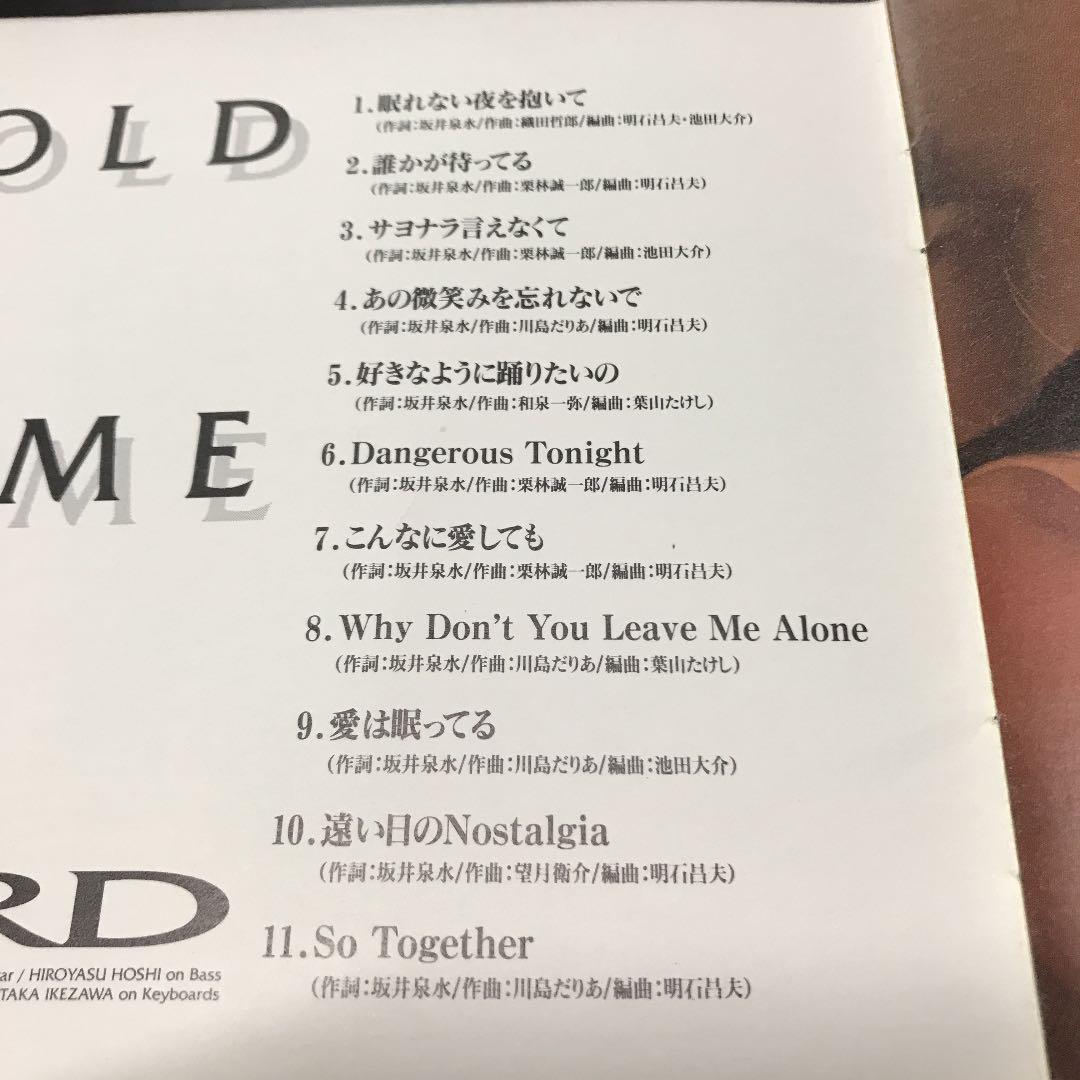 OLD
ME
1.眠れない夜を抱いて
(作詞:坂井泉水/作曲:織田哲郎/編曲:明石昌夫・池田大介)
2.誰かが待ってる
(作詞:坂井泉水/作曲:栗林誠一郎/編曲:明石昌夫)
3.サヨナラ言えなくて
(作詞:坂井泉水/作曲:栗林誠一郎/編曲:池田大介)
4.あの微笑みを忘れないで
(作詞:坂井泉水/作曲:川島だりあ/編曲:明石昌夫)
5.好きなように踊りたいの
(作詞:坂井泉水/作曲:和泉一弥/編曲:葉山たけし)
6.Dangerous Tonight
(作詞:坂井泉水/作曲:栗林誠一郎/編曲:明石昌夫)
7.こんなに愛しても
(作詞:坂井泉水/作曲:栗林誠一郎/編曲:明石昌夫)
8.Why Don't You Leave Me Alone
(作詞:坂井泉水/作曲:川島だりあ/編曲:葉山たけし)
9.愛は眠ってる
(作詞:坂井泉水/作曲:川島だりあ/編曲:池田大介)
10.遠い日のNostalgia
(作詞:坂井泉水/作曲:望月衛介/編曲:明石昌夫)
11.So Together
(作詞:坂井泉水/作曲:川島だりあ/編曲:明石昌夫)
RD
ar / HIROYASU HOSHI on Bass
TAKA IKEZAWA on Keyboards